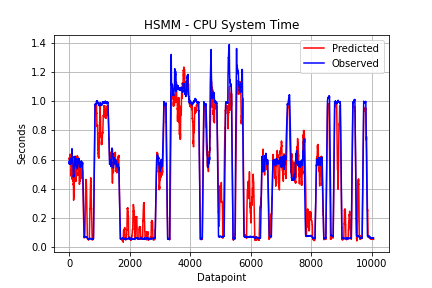 HSMM - CPU System Time
1.4
1.2
1.0
0.8
0.6
0.4
0.2
0.0
Seconds
Predicted
Observed
0 2000 4000 6000 8000 10000
Datapoint